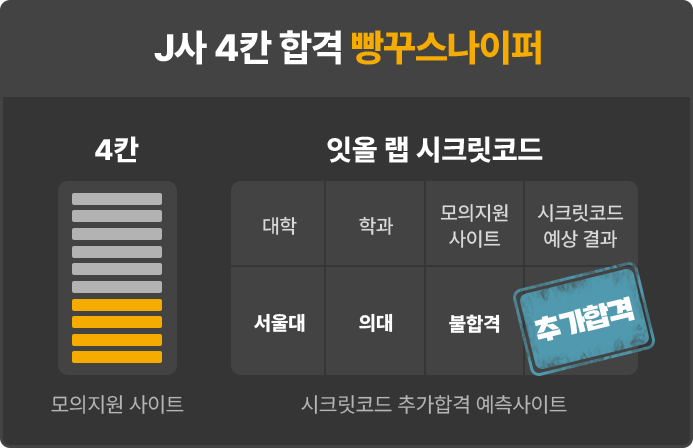 J사 4칸 합격 빵꾸스나이퍼
4칸
잇올 랩 시크릿코드
대학
학과
모의지원
사이트
시크릿코드
예상 결과
서울대
의대
불합격
추가합격
모의지원 사이트
시크릿코드 추가합격 예측사이트